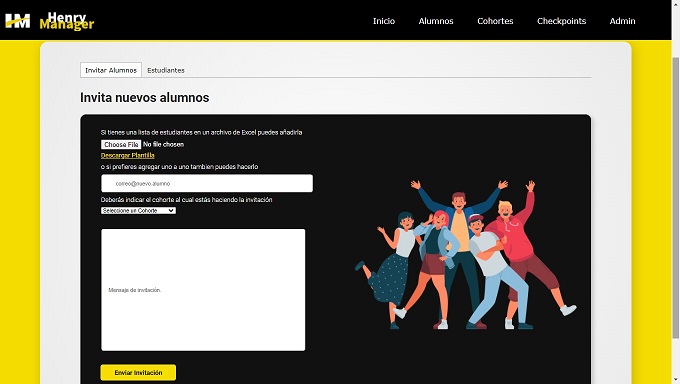 HM Henry Manager
Inicio Alumnos Cohortes Checkpoints Admin
Invitar Alumnos Estudiantes
Invita nuevos alumnos
Si tienes una lista de estudiantes en un archivo de Excel puedes añadirla
Choose File No file chosen
Descargar Plantilla
o si prefieres agregar uno a uno tambien puedes hacerlo
correo@nuevo.alumno
Deberás indicar el cohorte al cual estás haciendo la invitación
Seleccione un Cohorte
Mensaje de invitación.
Enviar Invitación